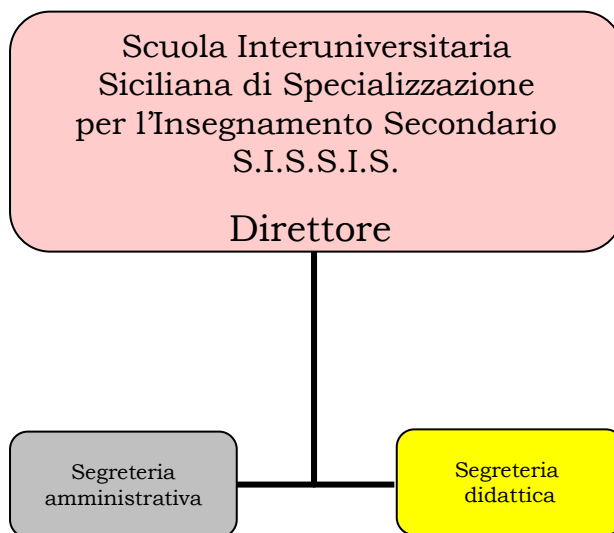 Scuola Interuniversitaria
Siciliana di Specializzazione
per l'Insegnamento Secondario
S.I.S.S.I.S.
Direttore
Segreteria
amministrativa
Segreteria
didattica